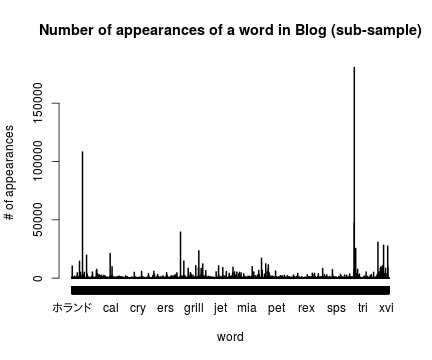 Number of appearances of a word in Blog (sub-sample)
# of appearances
150000
100000
50000
0
ホランド cal cry ers grill jet mia pet rex sps tri xvi
word